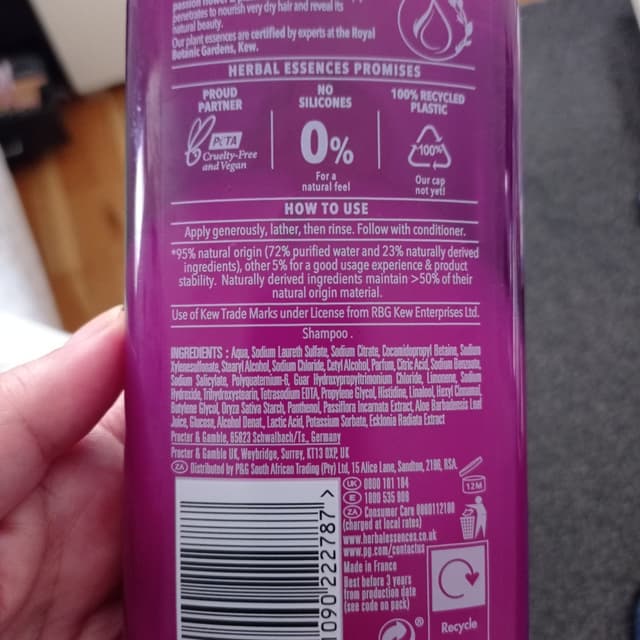 passion flower
penetrates to nourish very dry hair and reveal its
natural beauty.
Our plant essences are certified by experts at the Royal
Botanic Gardens, Kew.
HERBAL ESSENCES PROMISES
PROUD
PARTNER
PETA
Cruelty-Free
and Vegan
NO
SILICONES
0%
For a
natural feel
100% RECYCLED
PLASTIC
100%
Our cap
not yet!
HOW TO USE
Apply generously, lather, then rinse. Follow with conditioner.
*95% natural origin (72% purified water and 23% naturally derived
ingredients), other 5% for a good usage experience & product
stability. Naturally derived ingredients maintain >50% of their
natural origin material.
Use of Kew Trade Marks under License from RBG Kew Enterprises Ltd.
Shampoo.
INGREDIENTS : Aqua, Sodium Laureth Sulfate, Sodium Citrate, Cocamidopropyl Betaine, Sodium
Xylenesulfonate, Stearyl Alcohol, Sodium Chloride, Cetyl Alcohol, Parfum, Citric Acid, Sodium Benzoate,
Sodium Salicylate, Polyquaternium-6, Guar Hydroxypropyltrimonium Chloride, Limonene, Sodium
Hydroxide, Trihydroxystearin, Tetrasodium EDTA, Propylene Glycol, Histidine, Linalool, Hexyl Cinnamal,
Butylene Glycol, Oryza Sativa Starch, Panthenol, Passiflora Incarnata Extract, Aloe Barbadensis Leaf
Juice, Glucose, Alcohol Denat., Lactic Acid, Potassium Sorbate, Ecklonia Radiata Extract
Procter & Gamble, 65823 Schwalbach/Ts., Germany
Procter & Gamble UK, Weybridge, Surrey, KT13 0XP, UK
ZA Distributed by P&G South African Trading (Pty) Ltd, 15 Alice Lane, Sandton, 2196, RSA.
UK 0800 181 184
1800 535 909
ZA Consumer Care 0860112188
(charged at local rates)
www.herbalessences.co.uk
www.pg.com/contactus
Made in France
Best before 3 years
from production date
(see code on pack)
12M
Recycle
090 222787 >